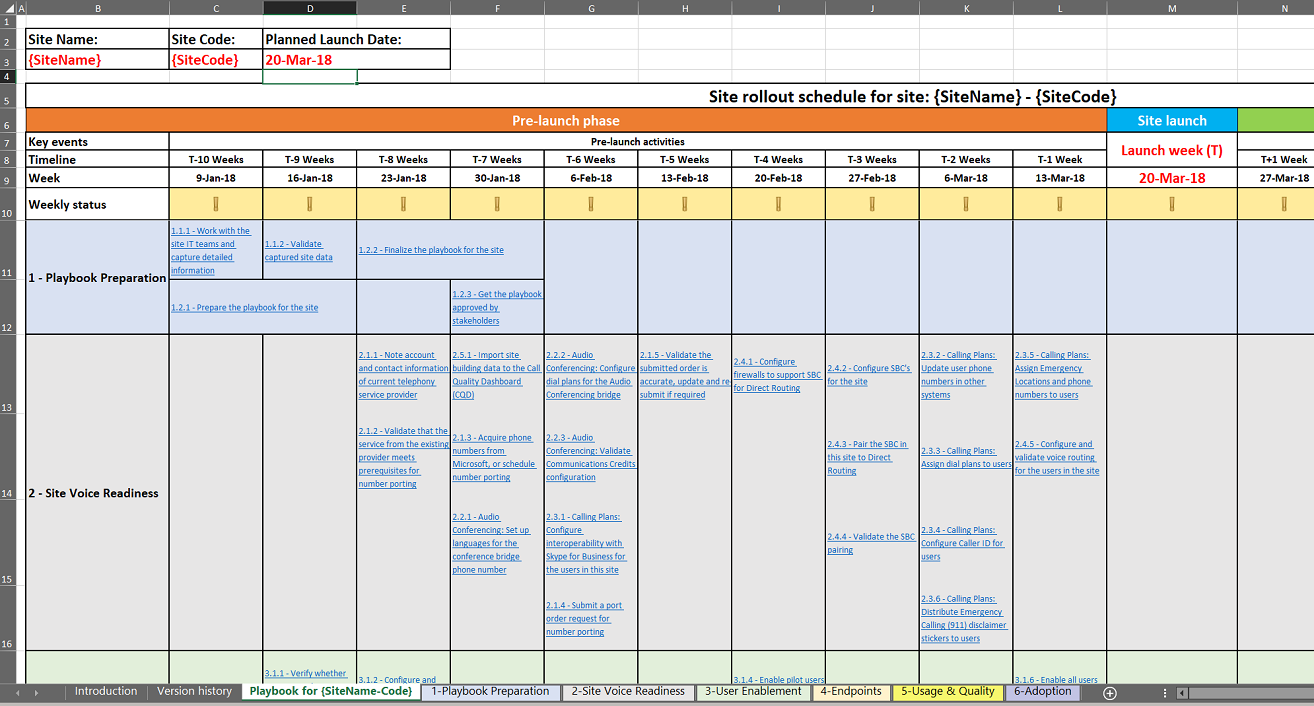 A B C D E F G H I J K L M N
1
2 Site Name: Site Code: Planned Launch Date:
3 {SiteName} {SiteCode} 20-Mar-18
4
5 Site rollout schedule for site: {SiteName} - {SiteCode}
6 Pre-launch phase Site launch
7 Key events Pre-launch activities
Launch week (T)
8 Timeline T-10 Weeks T-9 Weeks T-8 Weeks T-7 Weeks T-6 Weeks T-5 Weeks T-4 Weeks T-3 Weeks T-2 Weeks T-1 Week T+1 Week
9 Week 9-Jan-18 16-Jan-18 23-Jan-18 30-Jan-18 6-Feb-18 13-Feb-18 20-Feb-18 27-Feb-18 6-Mar-18 13-Mar-18 20-Mar-18 27-Mar-18
10 Weekly status
11
1 - Playbook Preparation
1.1.1 - Work with the
site IT teams and
capture detailed
information
1.1.2 - Validate
captured site data
1.2.2 - Finalize the playbook for the site
12
1.2.1 - Prepare the playbook for the site
1.2.3 - Get the playbook
approved by
stakeholders
13
2 - Site Voice Readiness
2.1.1 - Note account
and contact information
of current telephony
service provider
2.5.1 - Import site
building data to the Call
Quality Dashboard
(CQD)
2.2.2 - Audio
Conferencing: Configure
dial plans for the Audio
Conferencing bridge
2.1.5 - Validate the
submitted order is
accurate, update and re-
submit if required
2.4.1 - Configure
firewalls to support SBC
for Direct Routing
2.4.2 - Configure SBC's
for the site
2.3.2 - Calling Plans:
Update user phone
numbers in other
systems
2.3.5 - Calling Plans:
Assign Emergency
Locations and phone
numbers to users
14
2.1.2 - Validate that the
service from the existing
provider meets
prerequisites for
number porting
2.1.3 - Acquire phone
numbers from
Microsoft, or schedule
number porting
2.2.3 - Audio
Conferencing: Validate
Communications Credits
configuration
2.4.3 - Pair the SBC in
this site to Direct
Routing
2.3.3 - Calling Plans:
Assign dial plans to users
2.4.5 - Configure and
validate voice routing
for the users in the site
15
2.2.1 - Audio
Conferencing: Set up
languages for the
conference bridge
phone number
2.3.1 - Calling Plans:
Configure
interoperability with
Skype for Business for
the users in this site
2.4.4 - Validate the SBC
pairing
2.3.4 - Calling Plans:
Configure Caller ID for
users
16
2.1.4 - Submit a port
order request for
number porting
2.3.6 - Calling Plans:
Distribute Emergency
Calling (911) disclaimer
stickers to users
3.1.1 - Verify whether
3.1.2 - Configure and
3.1.4 - Enable pilot users
3.1.6 - Enable all users
Introduction Version history Playbook for {SiteName-Code} 1-Playbook Preparation 2-Site Voice Readiness 3-User Enablement 4-Endpoints 5-Usage & Quality 6-Adoption